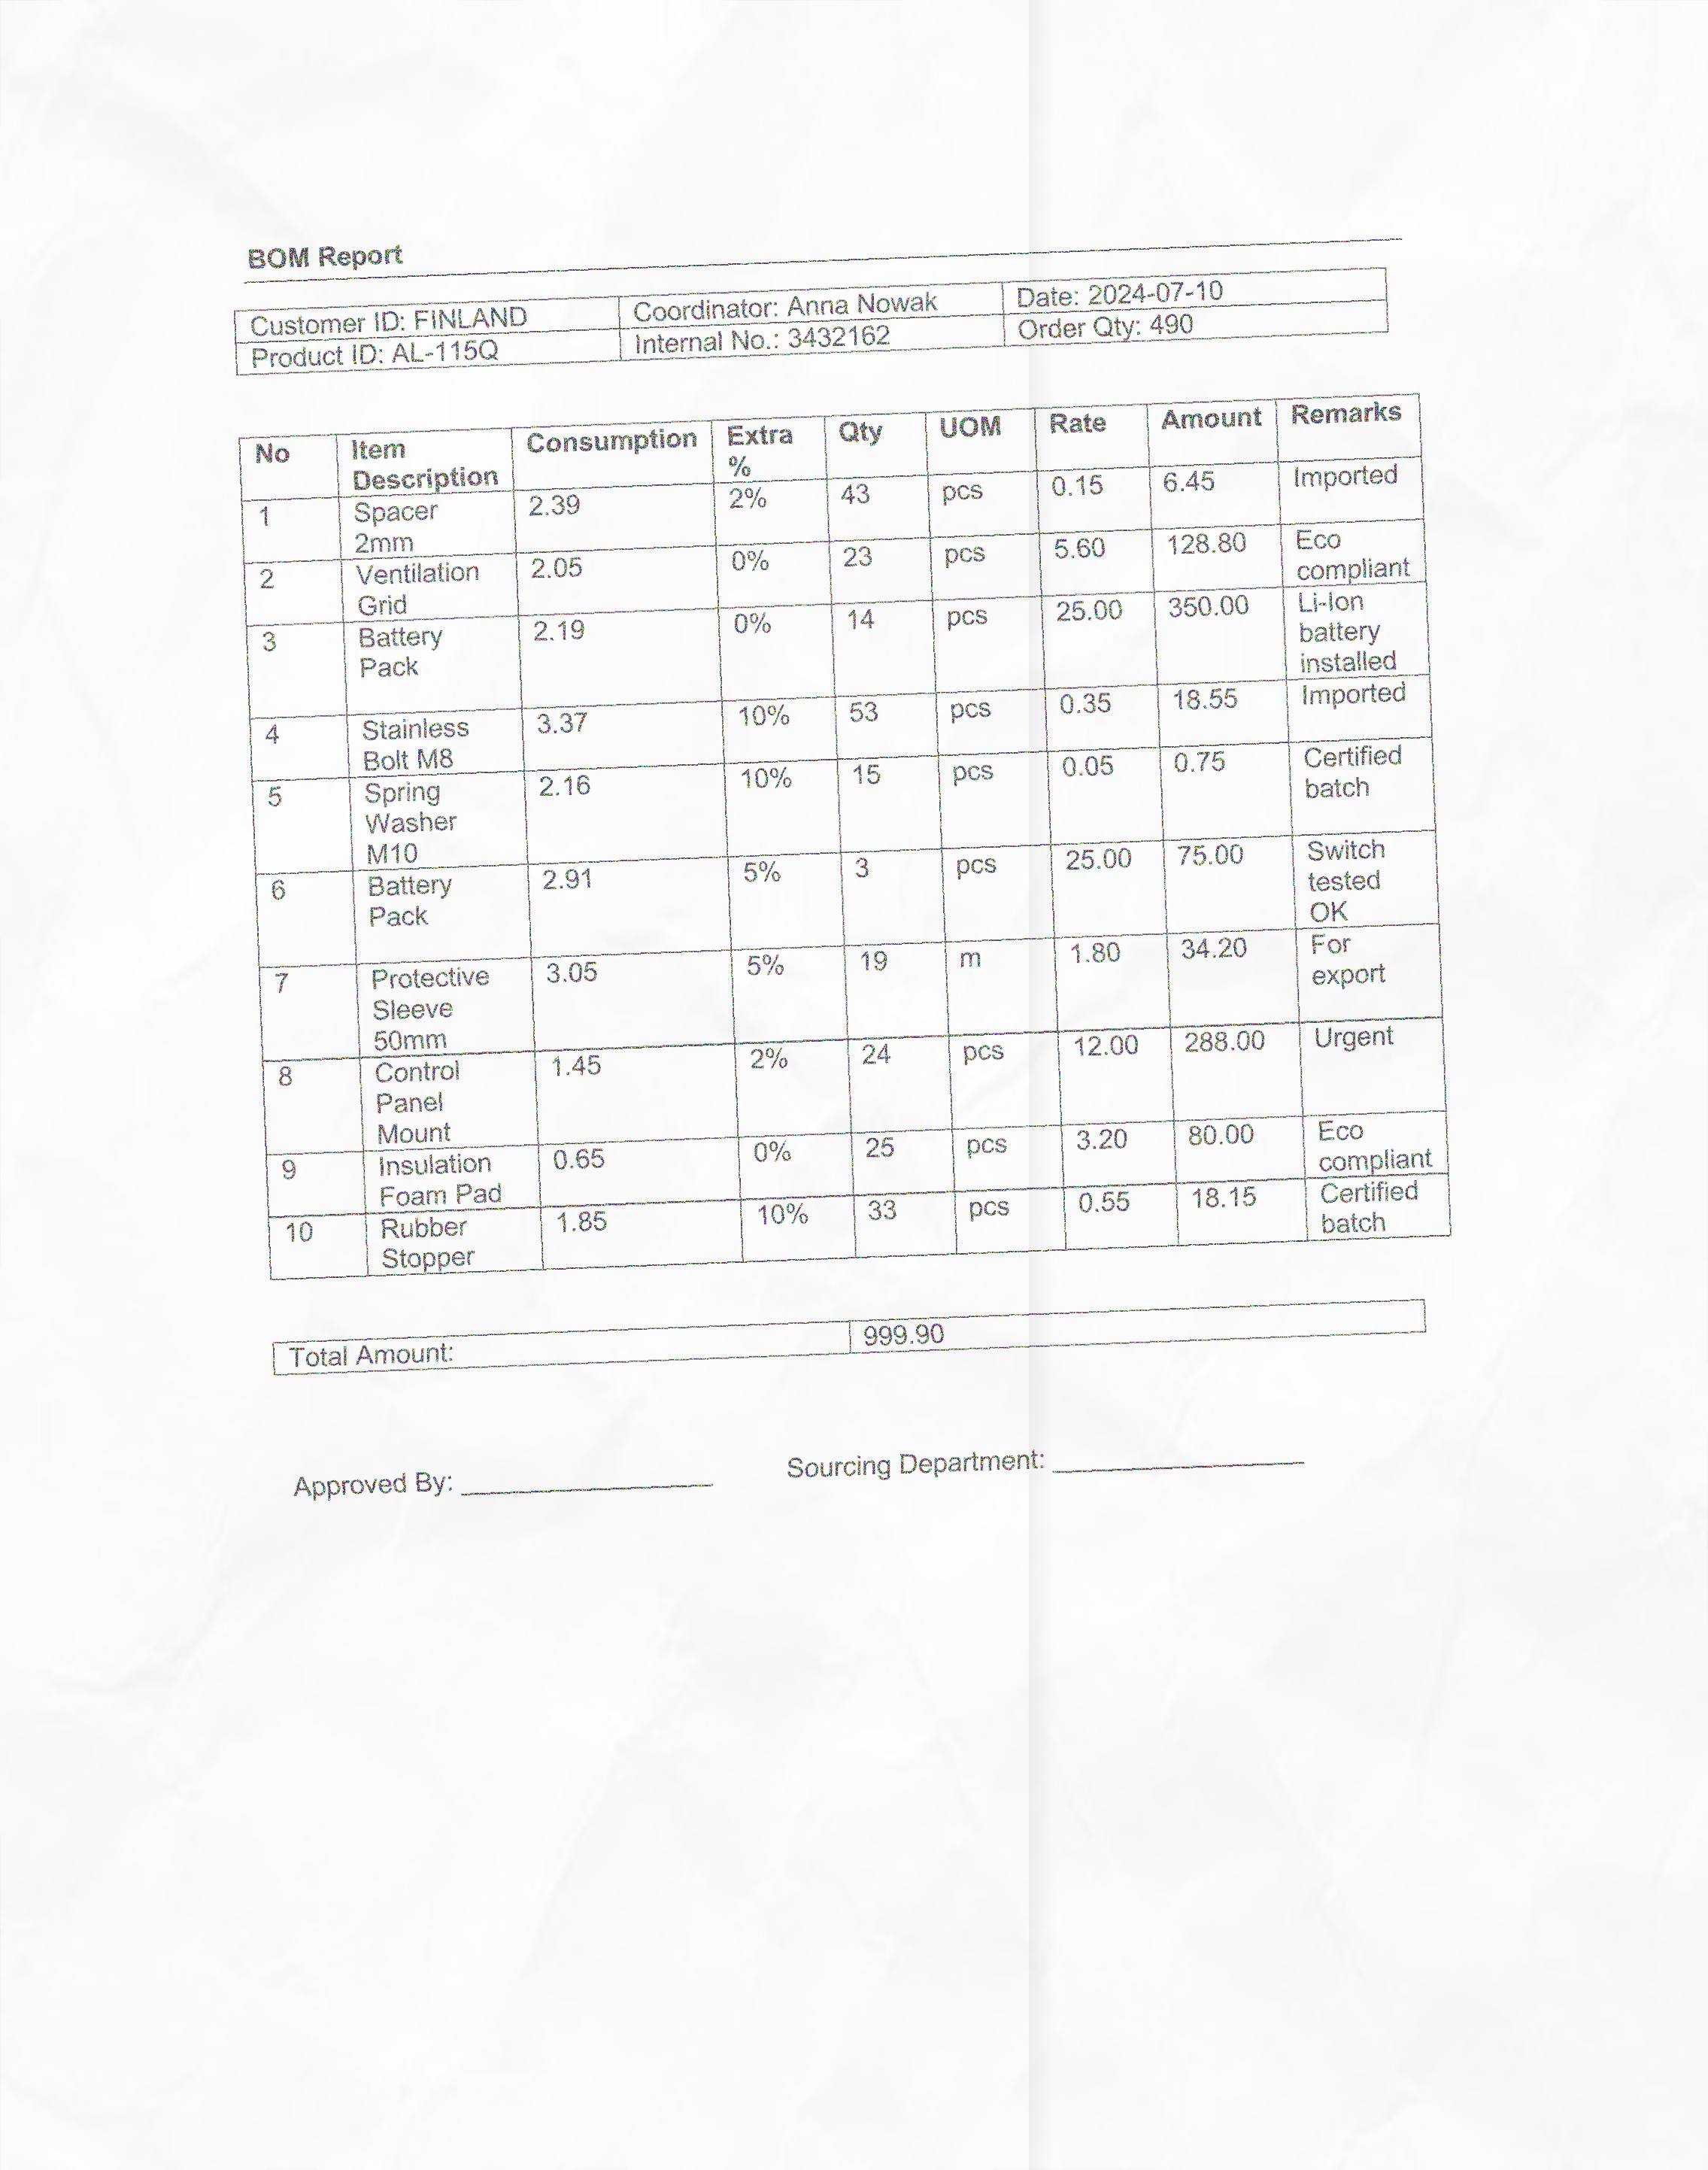 BOM Report
Customer ID: FINLAND Coordinator: Anna Nowak Date: 2024-07-10
Product ID: AL-115Q Internal No.: 3432162 Order Qty: 490
No Item Description Consumption Extra % Qty UOM Rate Amount Remarks
1 Spacer 2mm 2.39 2% 43 pcs 0.15 6.45 Imported
2 Ventilation Grid 2.05 0% 23 pcs 5.60 128.80 Eco compliant
3 Battery Pack 2.19 0% 14 pcs 25.00 350.00 Li-Ion battery installed
4 Stainless Bolt M8 3.37 10% 53 pcs 0.35 18.55 Imported
5 Spring Washer M10 2.16 10% 15 pcs 0.05 0.75 Certified batch
6 Battery Pack 2.91 5% 3 pcs 25.00 75.00 Switch tested OK
7 Protective Sleeve 50mm 3.05 5% 19 m 1.80 34.20 For export
8 Control Panel Mount 1.45 2% 24 pcs 12.00 288.00 Urgent
9 Insulation Foam Pad 0.65 0% 25 pcs 3.20 80.00 Eco compliant
10 Rubber Stopper 1.85 10% 33 pcs 0.55 18.15 Certified batch
Total Amount: 999.90
Approved By: ____________________ Sourcing Department: ____________________